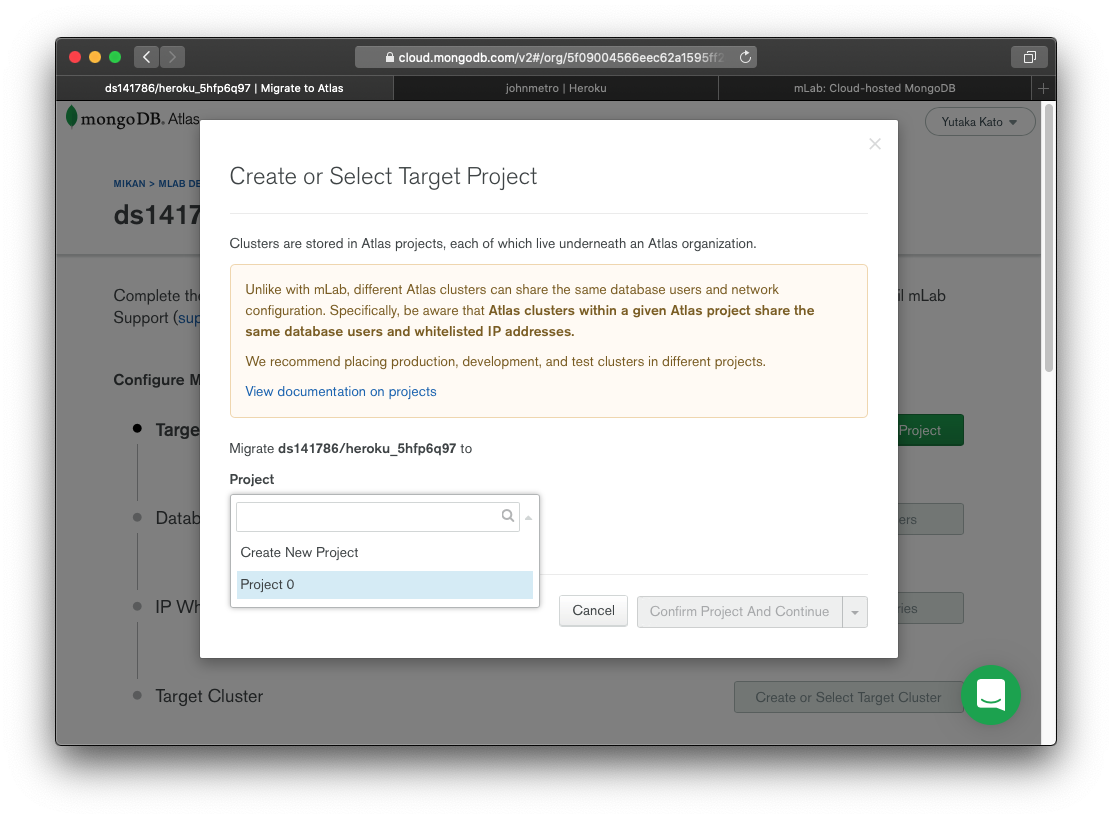 cloud.mongodb.com/v2#/org/5f09004566eec62a1595ff2
ds141786/heroku_5hfp6q97 | Migrate to Atlas
johnmetro | Heroku
mLab: Cloud-hosted MongoDB
mongoDB. Atlas
Yutaka Kato
MIKAN > MLAB DE
ds1417
Complete the
il mLab
Support (sup
Configure M
Targe
Project
Datab
ers
IP Wh
ries
Target Cluster
Create or Select Target Cluster
Create or Select Target Project
Clusters are stored in Atlas projects, each of which live underneath an Atlas organization.
Unlike with mLab, different Atlas clusters can share the same database users and network
configuration. Specifically, be aware that Atlas clusters within a given Atlas project share the
same database users and whitelisted IP addresses.
We recommend placing production, development, and test clusters in different projects.
View documentation on projects
Migrate ds141786/heroku_5hfp6q97 to
Project
Create New Project
Project 0
Cancel
Confirm Project And Continue